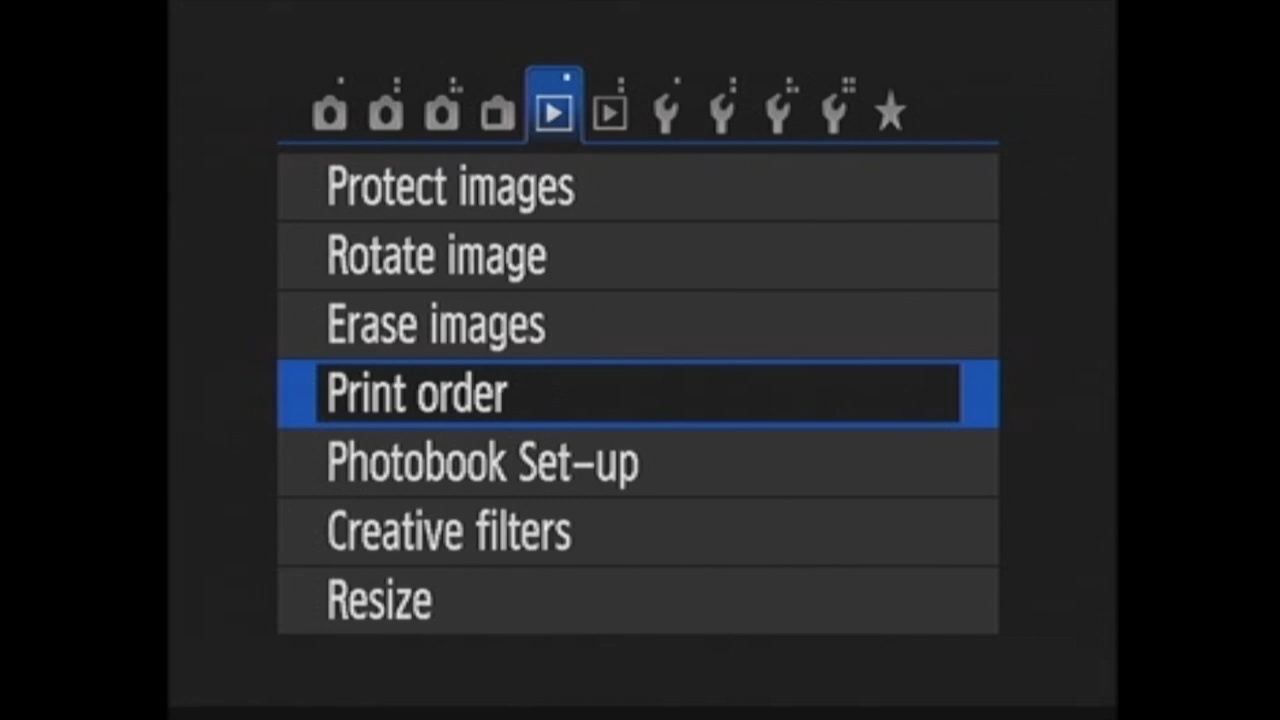 Protect images
Rotate image
Erase images
Print order
Photobook Set-up
Creative filters
Resize